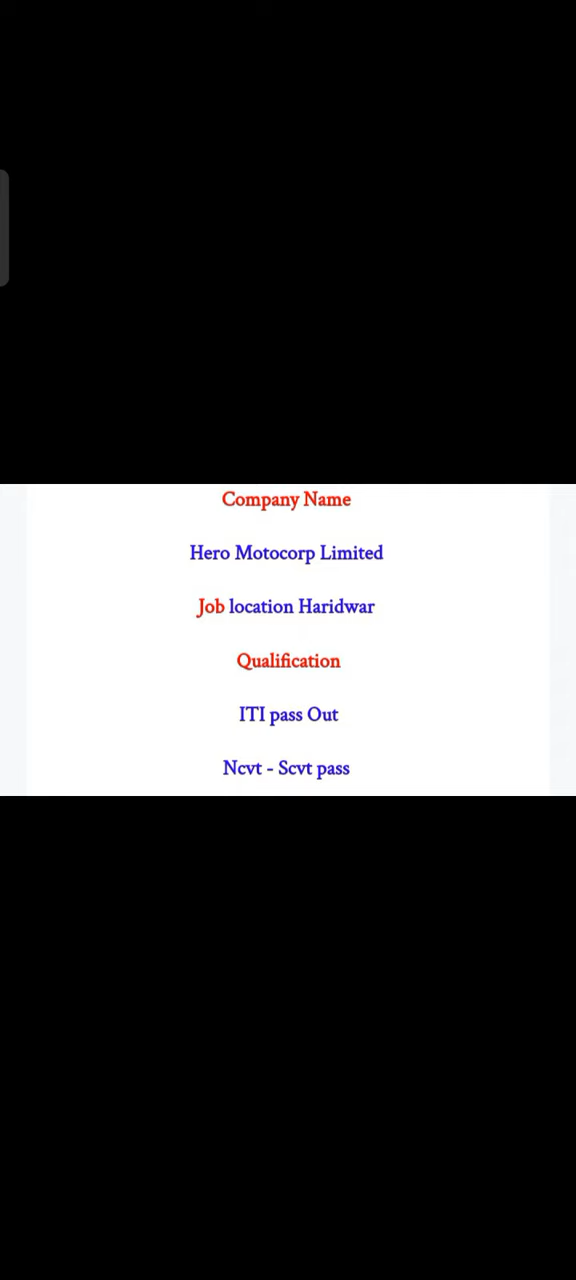 Company Name
Hero Motocorp Limited
Job location Haridwar
Qualification
ITI pass Out
Ncvt - Scvt pass